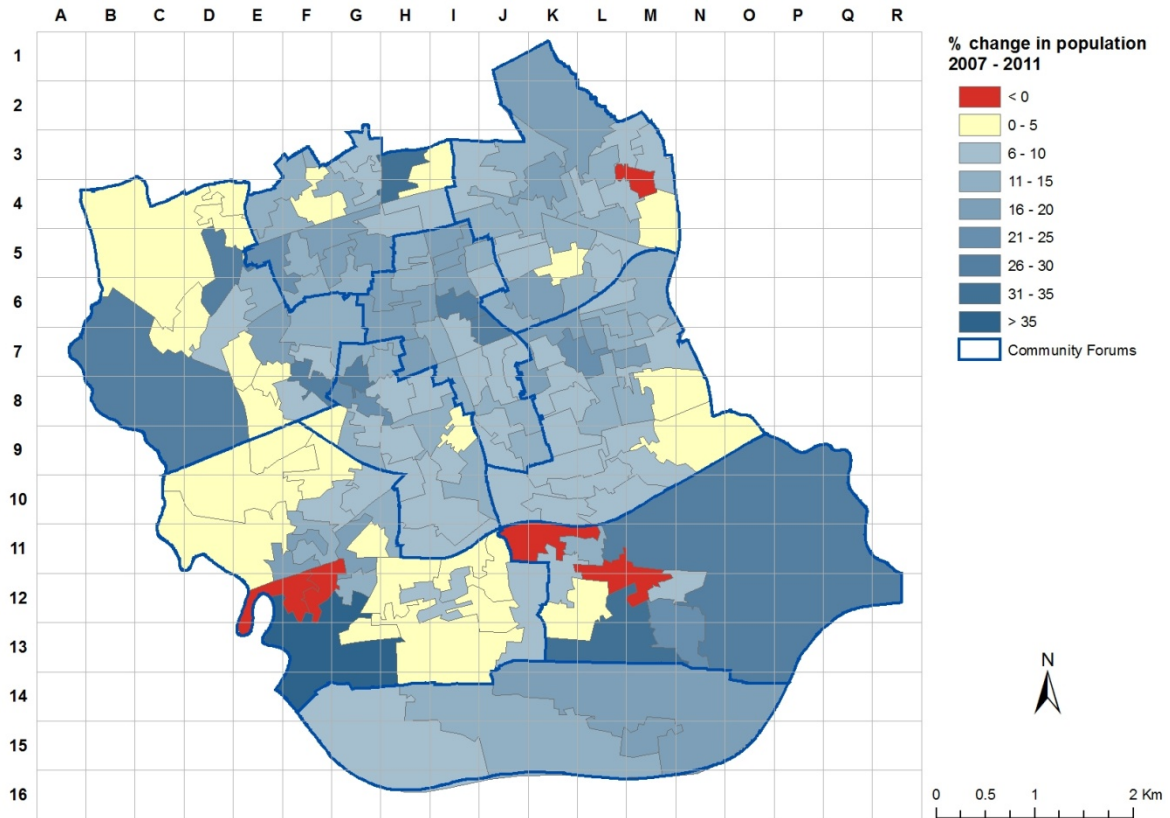 A B C D E F G H I J K L M N O P Q R
1
2
3
4
5
6
7
8
9
10
11
12
13
14
15
16
% change in population
2007 - 2011
< 0
0 - 5
6 - 10
11 - 15
16 - 20
21 - 25
26 - 30
31 - 35
> 35
Community Forums
N
0 0.5 1 2 Km